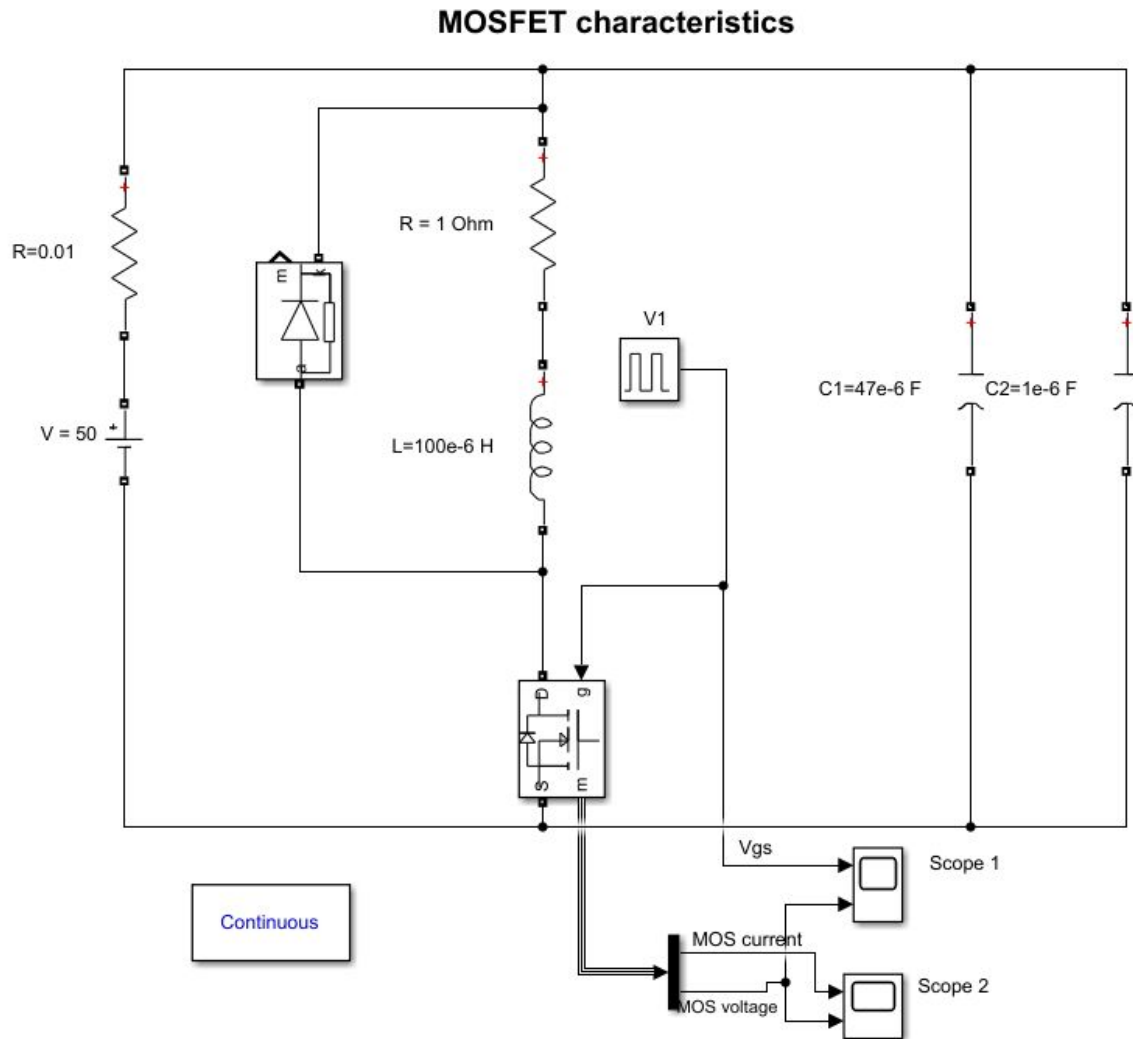 MOSFET characteristics
R=0.01
R = 1 Ohm
m
k
a
V1
V = 50
+
L=100e-6 H
C1=47e-6 F
C2=1e-6 F
D
g
S
m
Vgs
Scope 1
Continuous
MOS current
MOS voltage
Scope 2